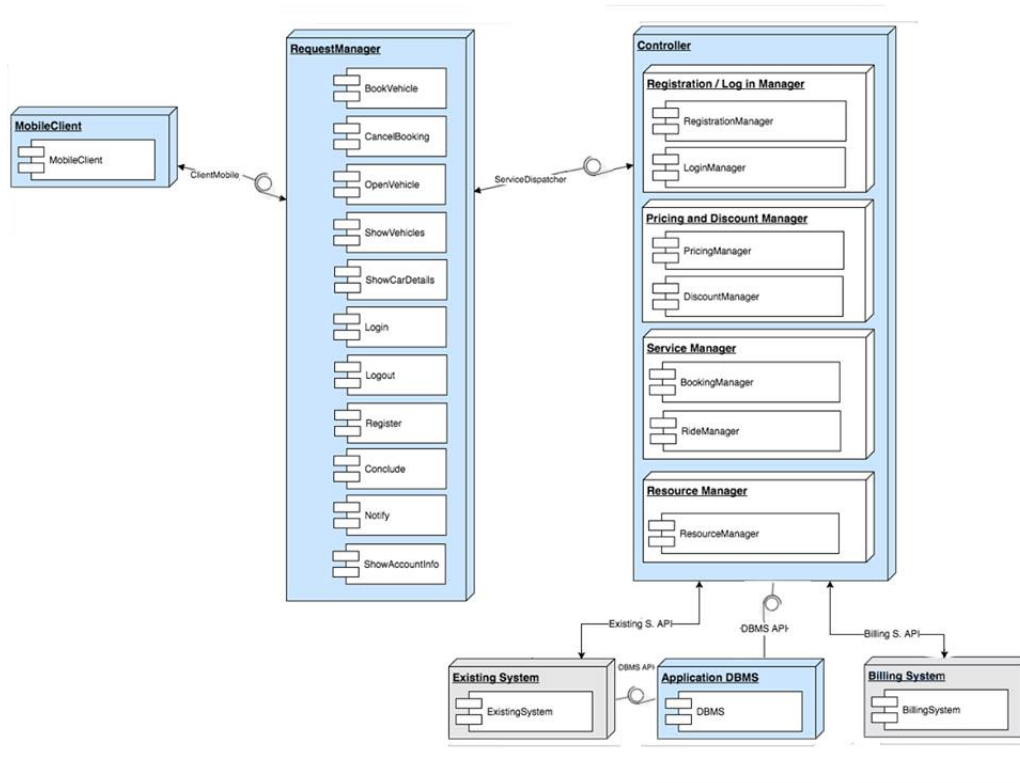 MobileClient
MobileClient
ClientMobile
RequestManager
BookVehicle
CancelBooking
OpenVehicle
ShowVehicles
ShowCarDetails
Login
Logout
Register
Conclude
Notify
ShowAccountInfo
ServiceDispatcher
Controller
Registration / Log in Manager
RegistrationManager
LoginManager
Pricing and Discount Manager
PricingManager
DiscountManager
Service Manager
BookingManager
RideManager
Resource Manager
ResourceManager
Existing S. API
DBMS API
Billing S. API
Existing System
ExistingSystem
DBMS API
Application DBMS
DBMS
Billing System
BillingSystem